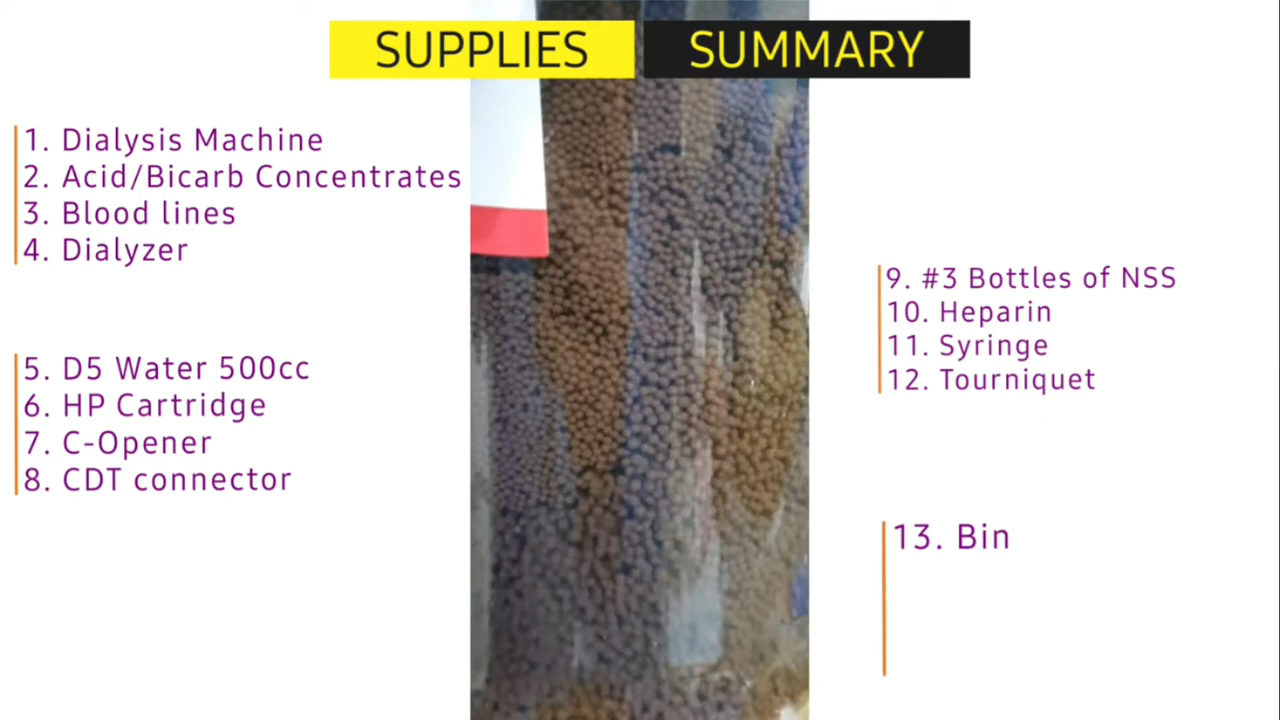 SUPPLIES SUMMARY
1. Dialysis Machine
2. Acid/Bicarb Concentrates
3. Blood lines
4. Dialyzer
5. D5 Water 500cc
6. HP Cartridge
7. C-Opener
8. CDT connector
9. #3 Bottles of NSS
10. Heparin
11. Syringe
12. Tourniquet
13. Bin